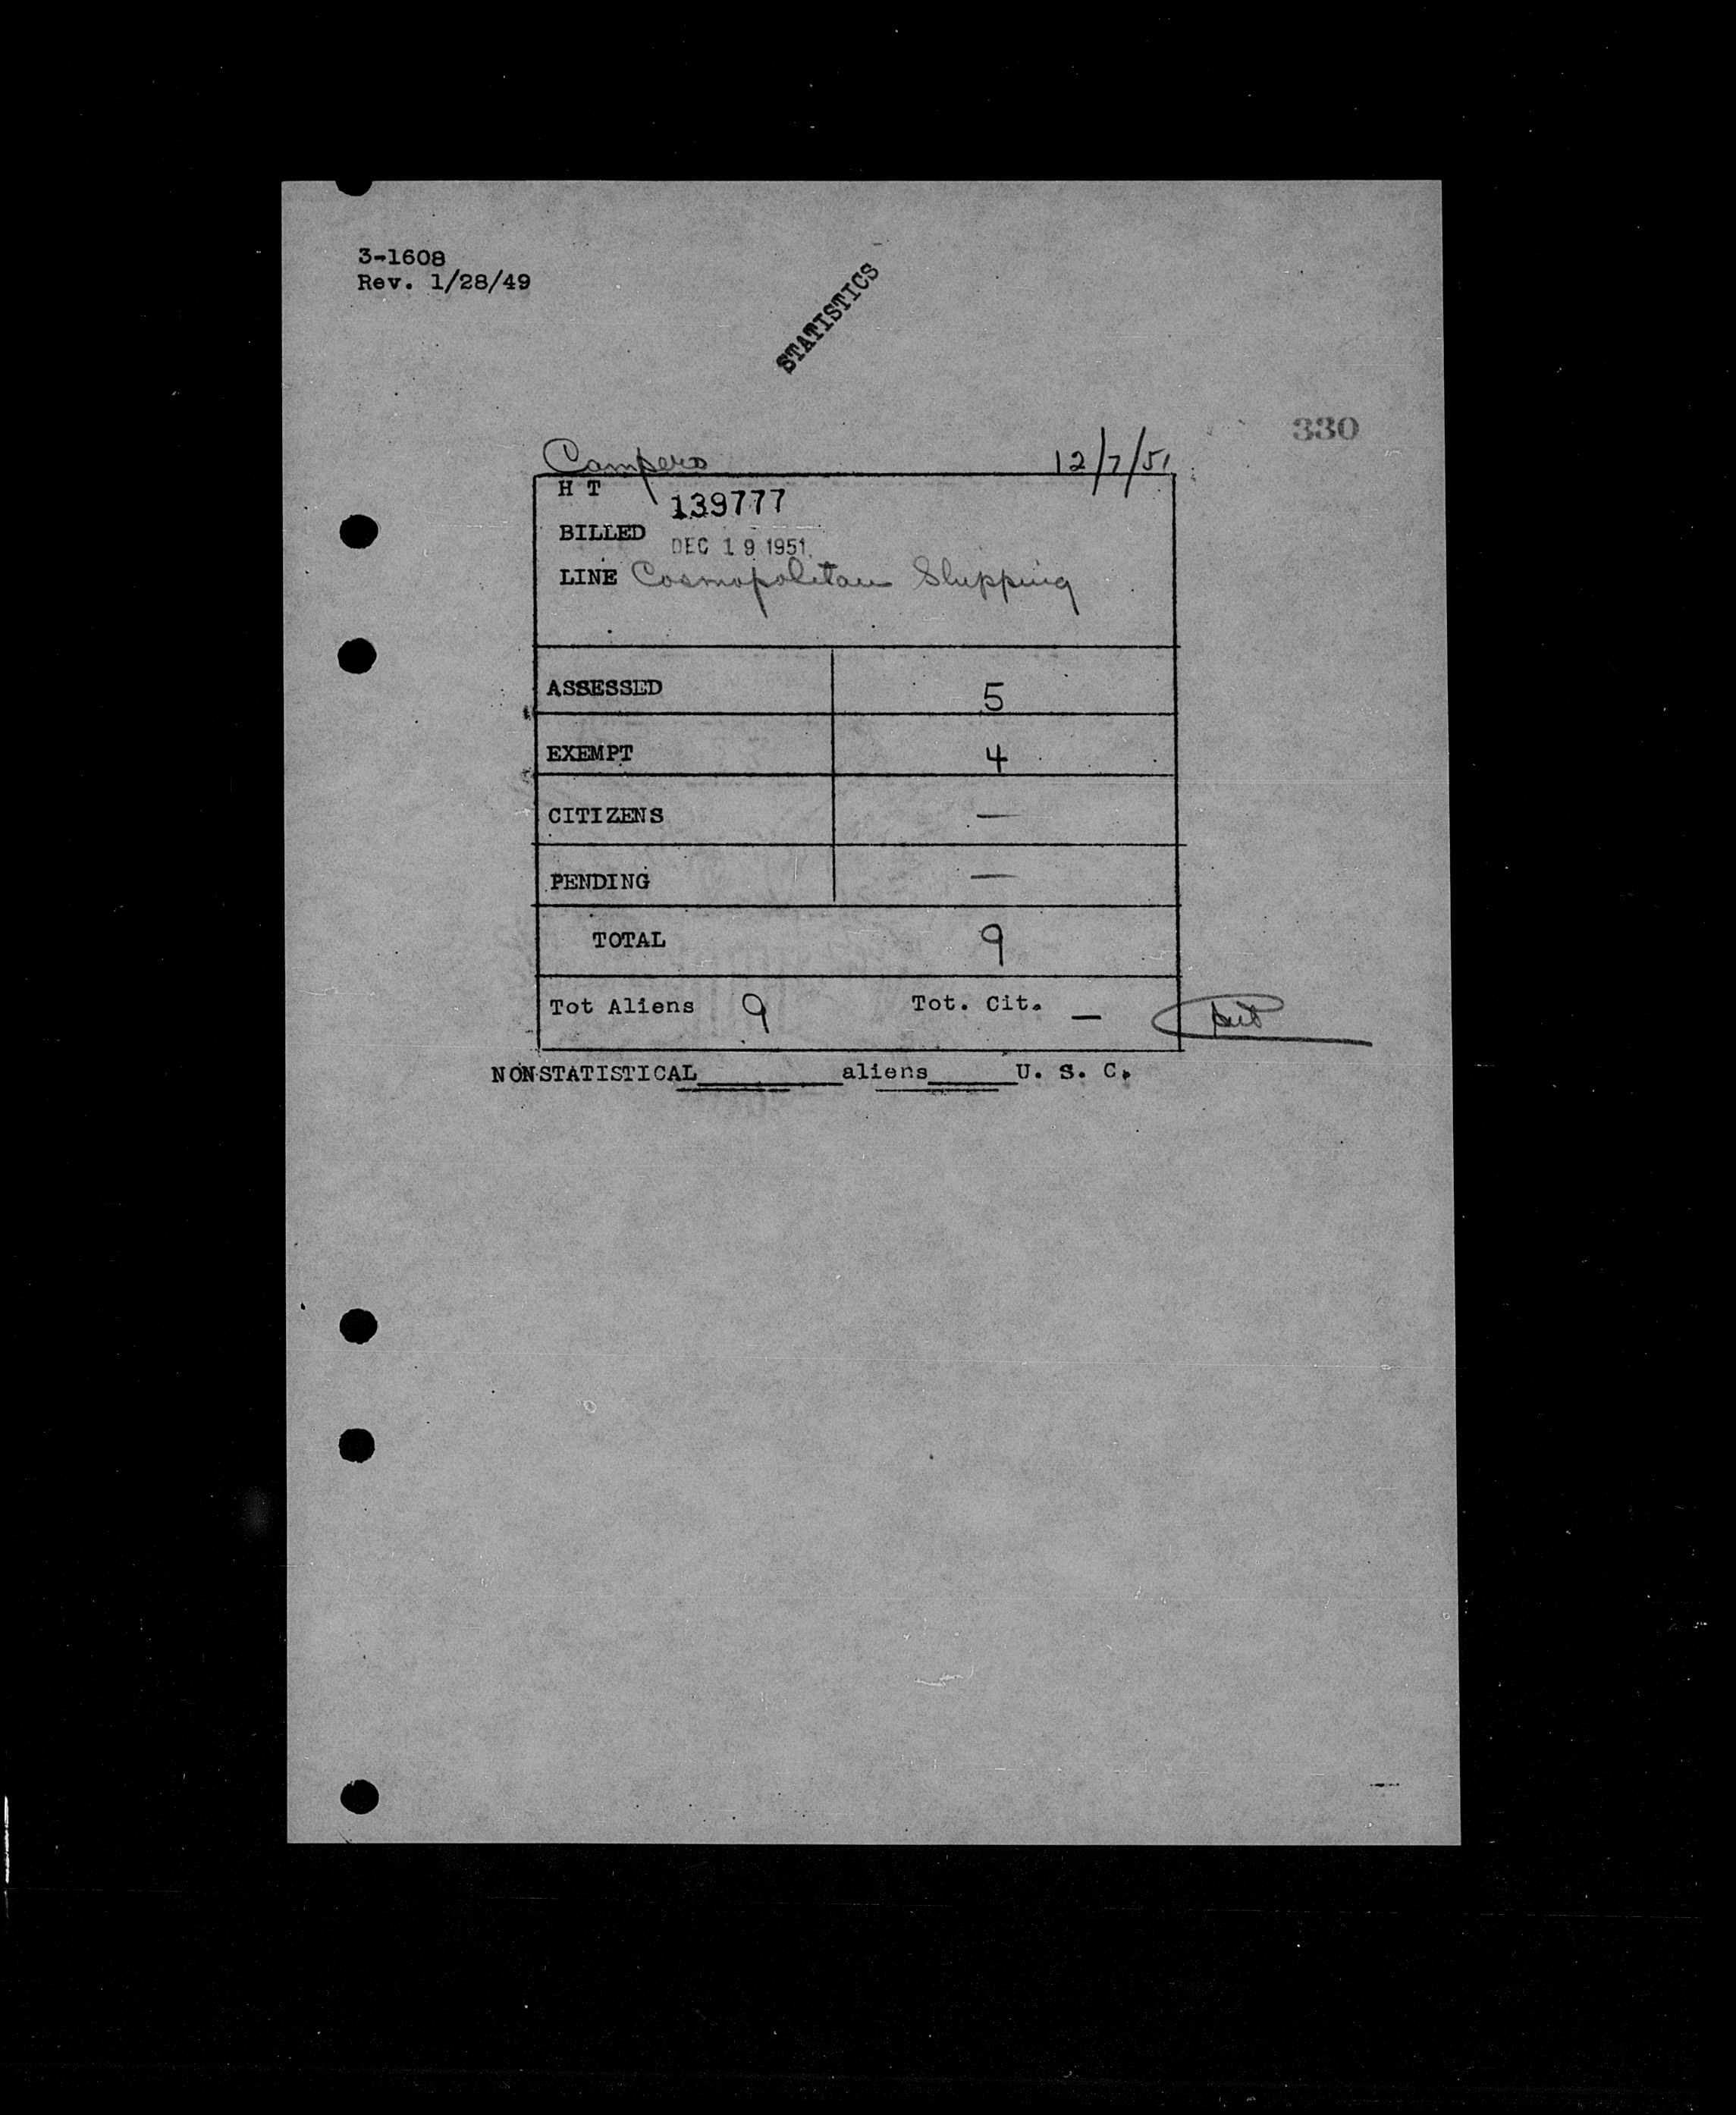 3-1608
Rev. 1/28/49
STATISTICS
330
Campero 12/7/51
H T 139777
BILLED DEC 19 1951
LINE Cosmopolitan Shipping
ASSESSED 5
EXEMPT 4
CITIZENS —
PENDING —
TOTAL 9
Tot Aliens 9 Tot. Cit. —
NONSTATISTICAL aliens U. S. C.